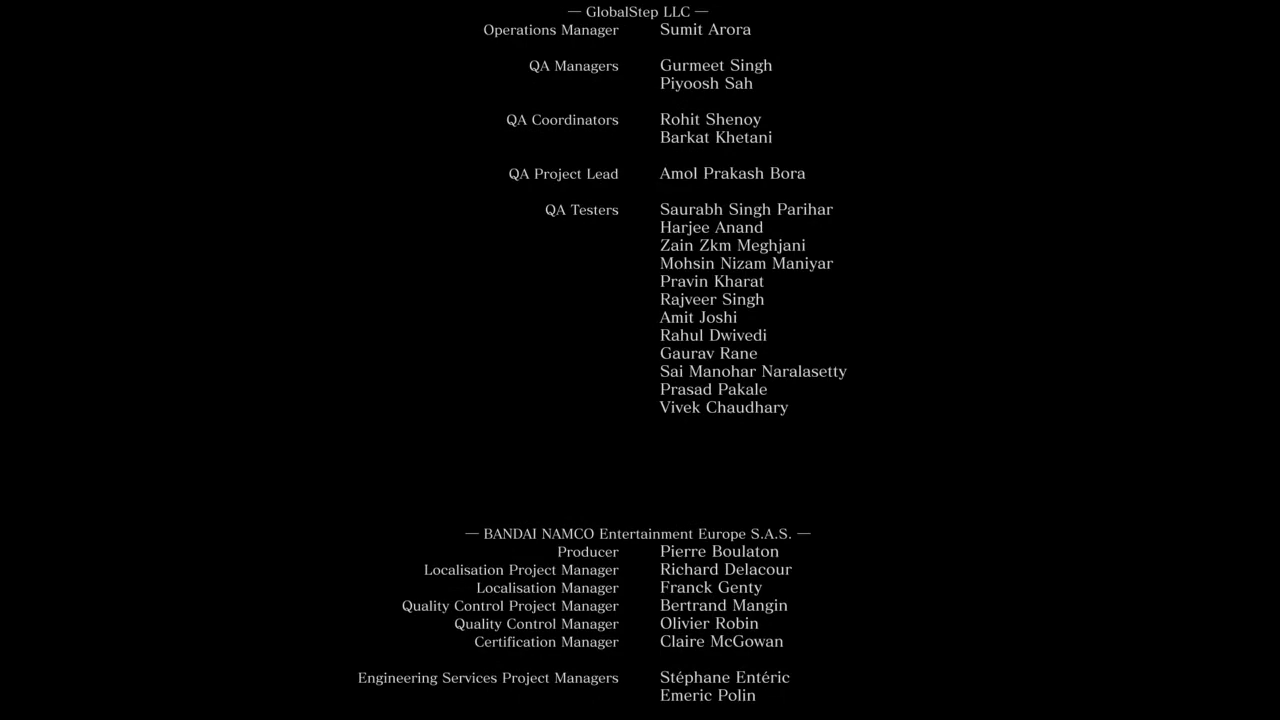 — GlobalStep LLC —
Operations Manager Sumit Arora
QA Managers Gurmeet Singh
Piyoosh Sah
QA Coordinators Rohit Shenoy
Barkat Khetani
QA Project Lead Amol Prakash Bora
QA Testers Saurabh Singh Parihar
Harjee Anand
Zain Zkm Meghjani
Mohsin Nizam Maniyar
Pravin Kharat
Rajveer Singh
Amit Joshi
Rahul Dwivedi
Gaurav Rane
Sai Manohar Naralasetty
Prasad Pakale
Vivek Chaudhary
— BANDAI NAMCO Entertainment Europe S.A.S. —
Producer Pierre Boulaton
Localisation Project Manager Richard Delacour
Localisation Manager Franck Genty
Quality Control Project Manager Bertrand Mangin
Quality Control Manager Olivier Robin
Certification Manager Claire McGowan
Engineering Services Project Managers Stéphane Entéric
Emeric Polin